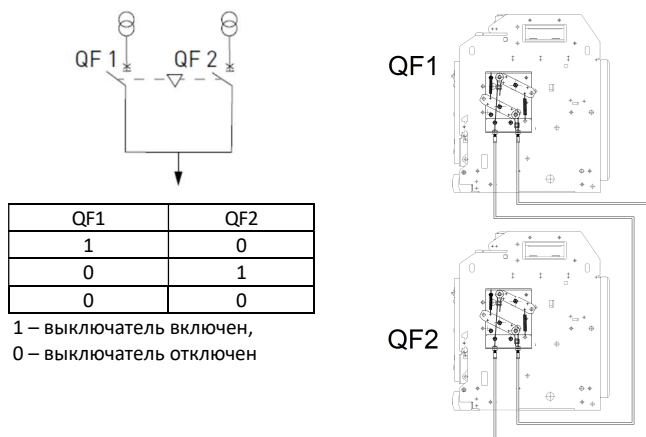 QF 1 QF 2
QF1 QF2
1 0
0 1
0 0
1 – выключатель включен,
0 – выключатель отключен
QF1
QF2